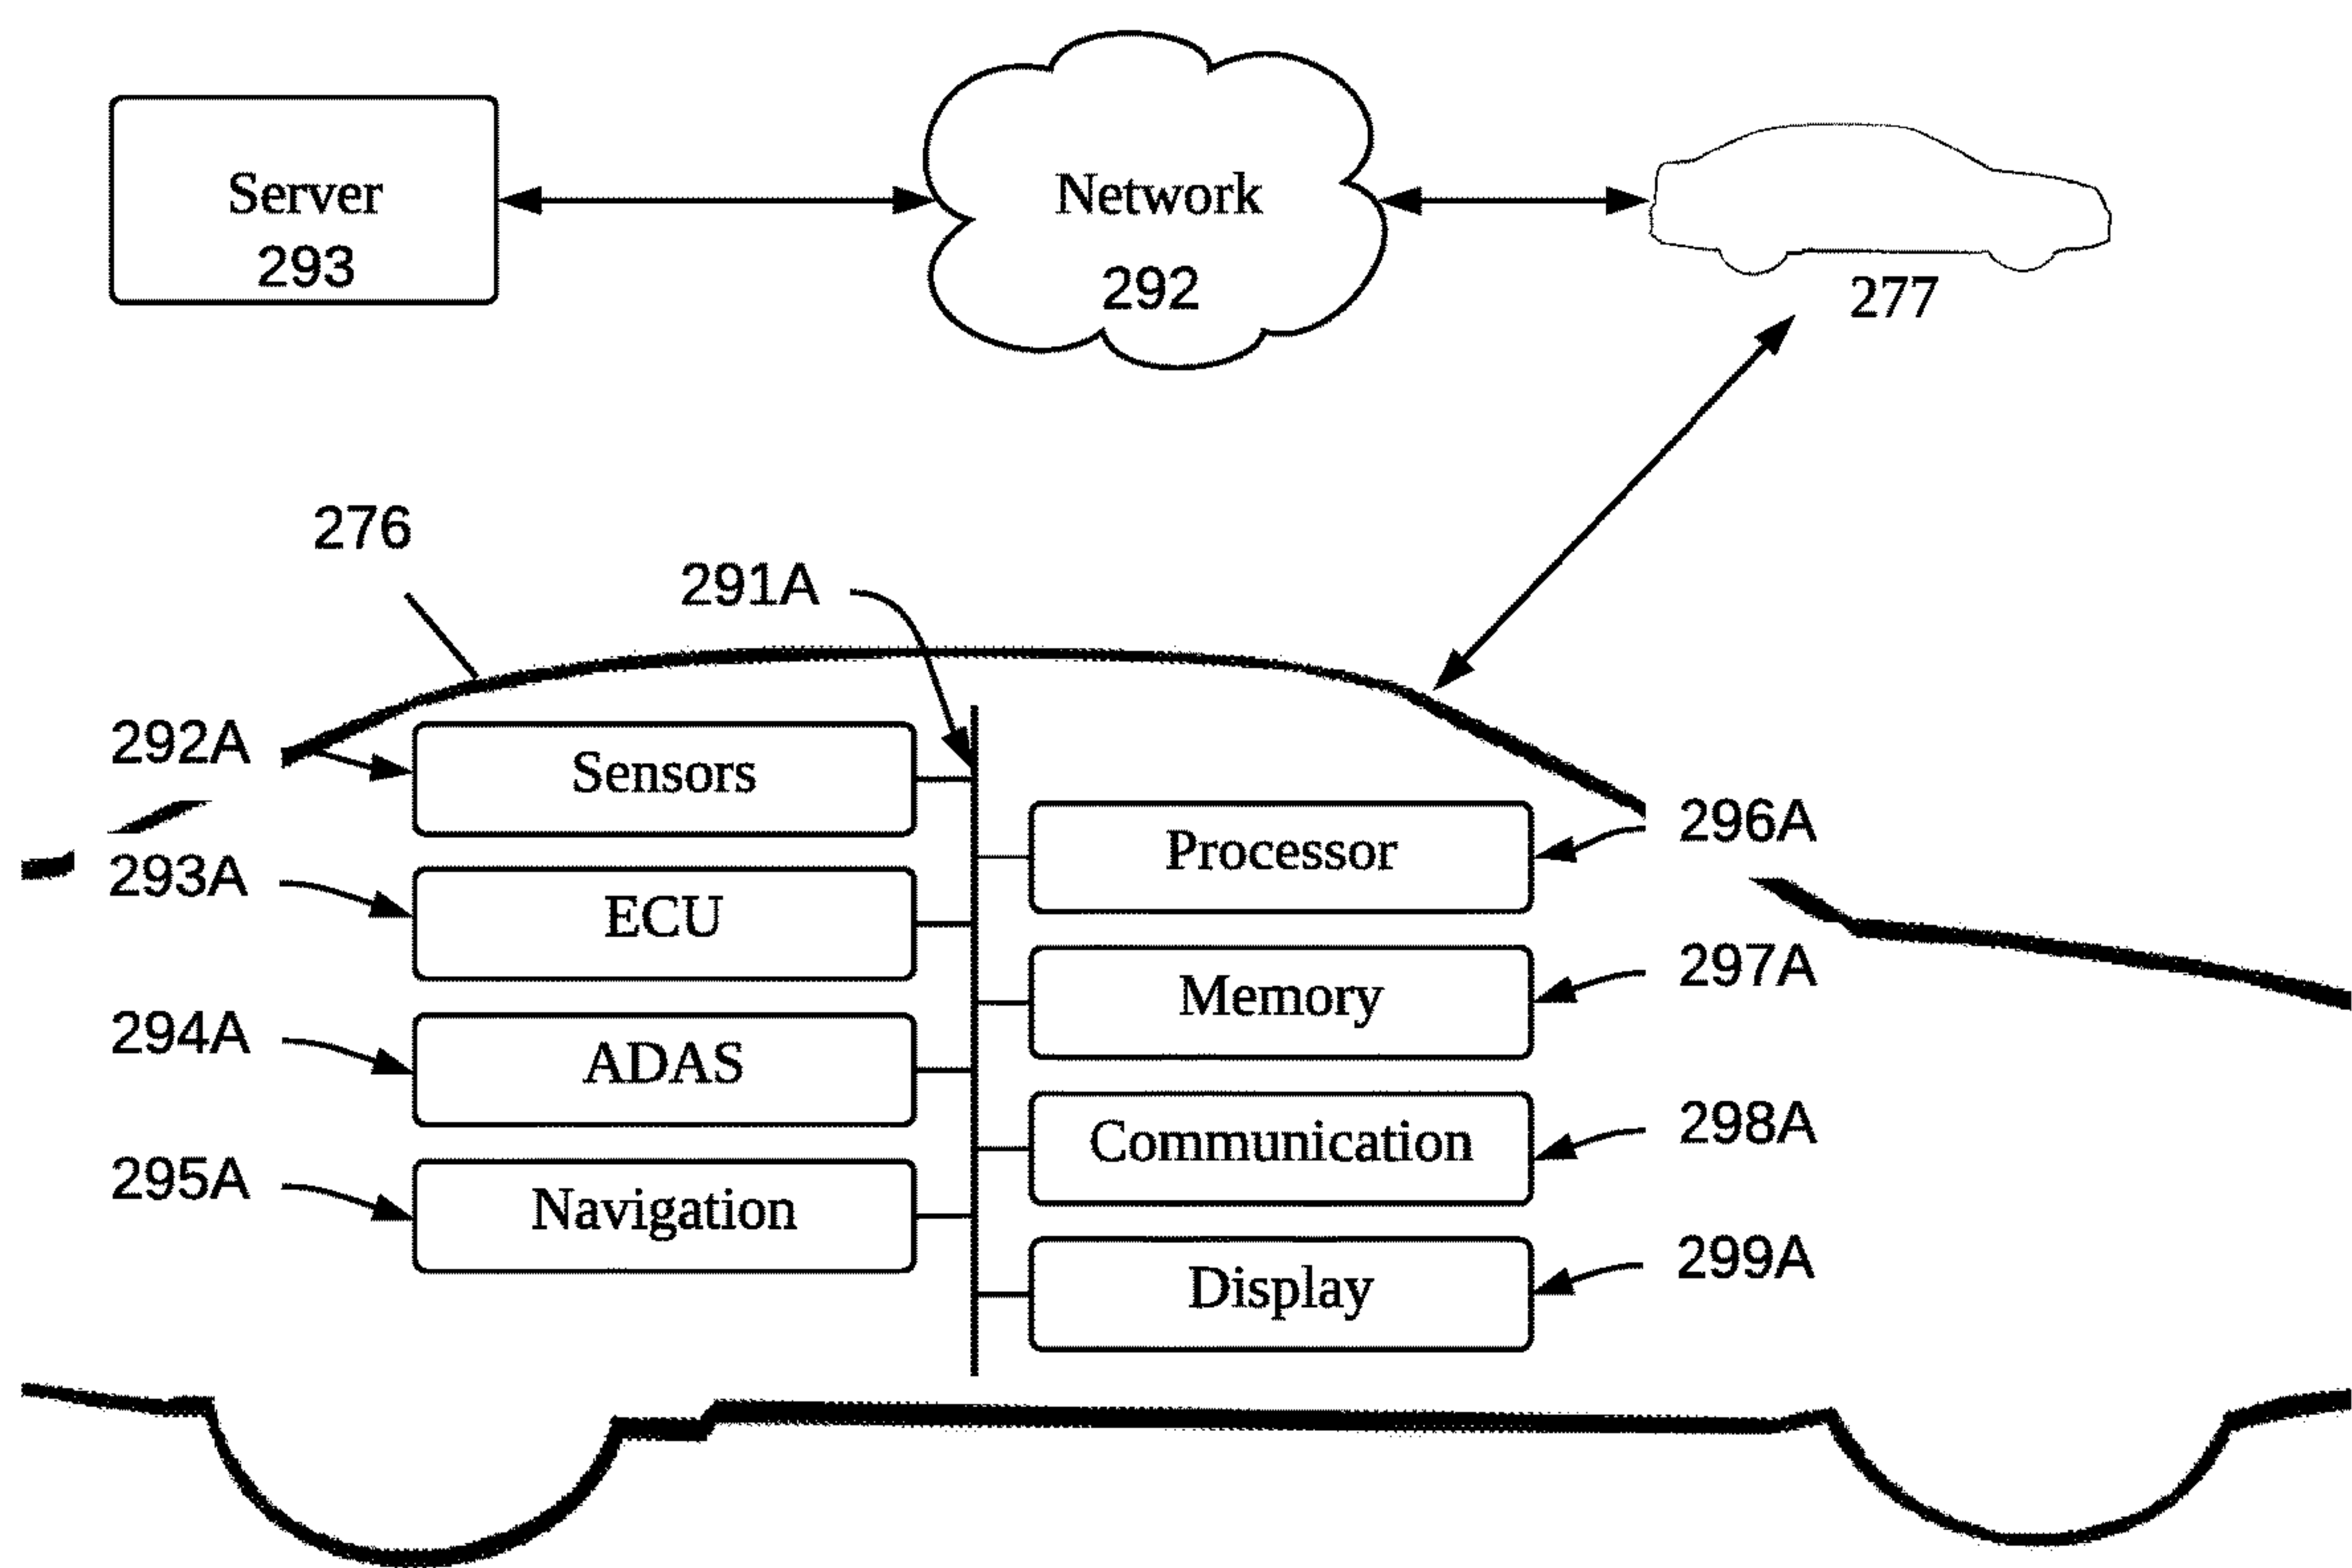 Server
293
Network
292
277
276
291A
292A
Sensors
293A
ECU
294A
ADAS
295A
Navigation
Processor
296A
Memory
297A
Communication
298A
Display
299A